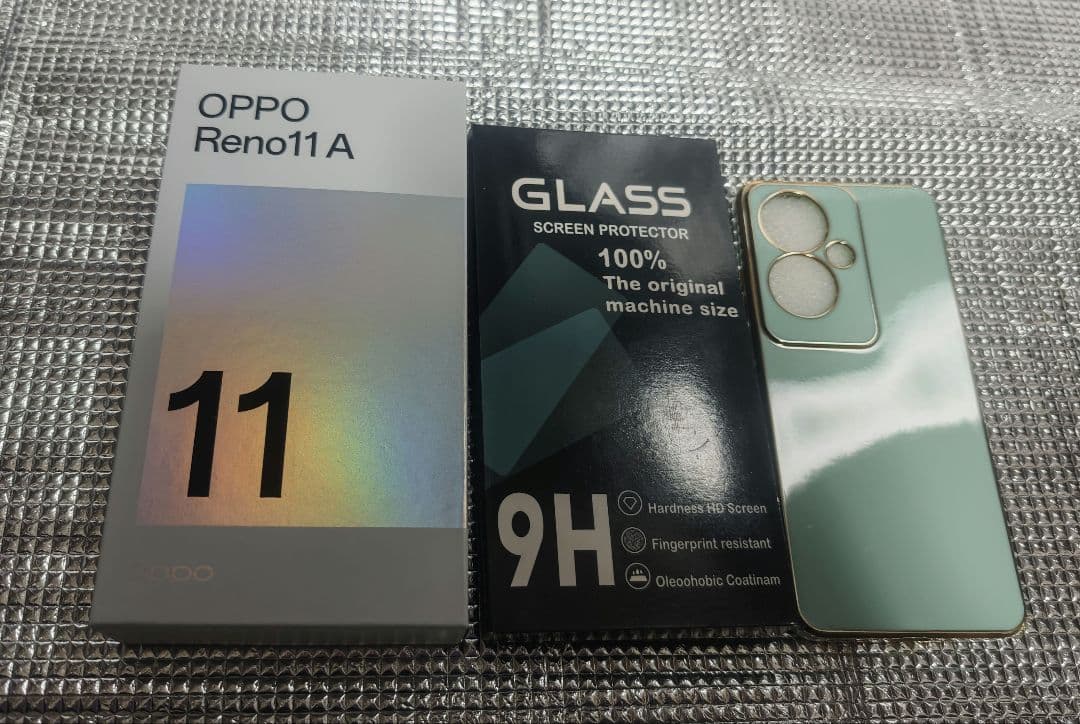 OPPO
Reno11 A
11
oppo
GLASS
SCREEN PROTECTOR
100%
The original
machine size
9H
Hardness HD Screen
Fingerprint resistant
Oleoohobic Coatinam